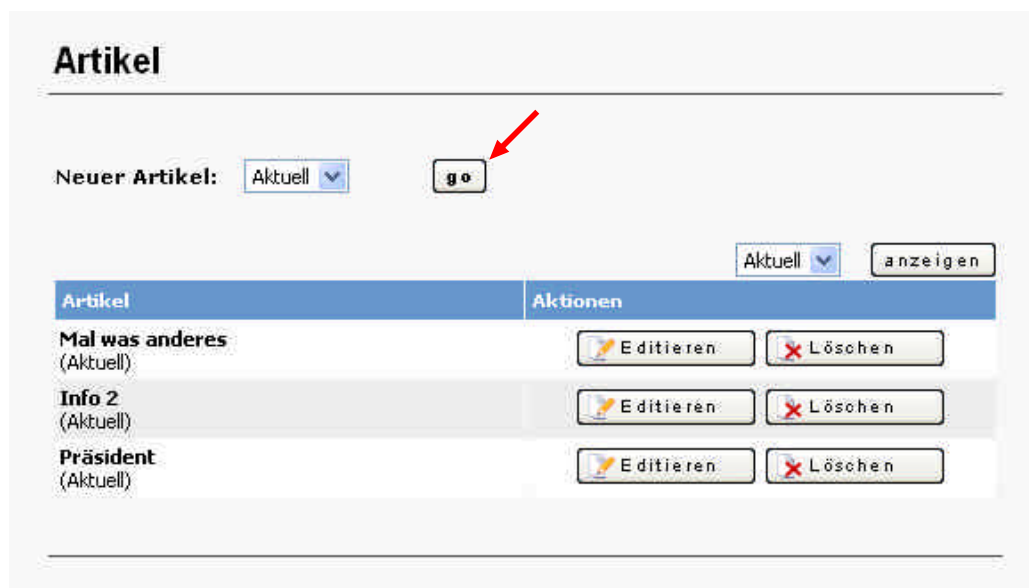 Artikel
Neuer Artikel: Aktuell go
Aktuell anzeigen
Artikel Aktionen
Mal was anderes
(Aktuell)
Editieren Löschen
Info 2
(Aktuell)
Editieren Löschen
Präsident
(Aktuell)
Editieren Löschen